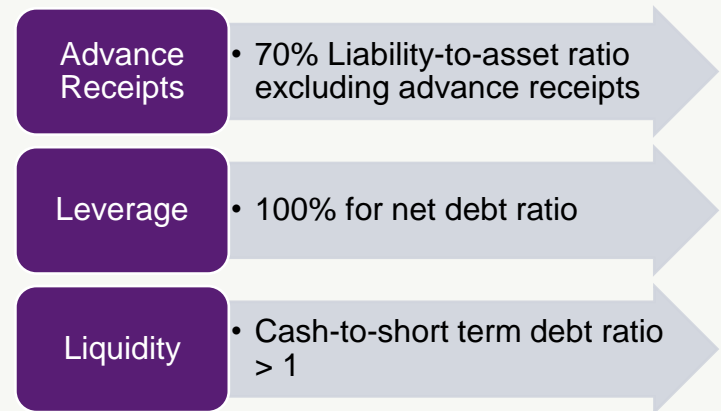 Advance
Receipts
• 70% Liability-to-asset ratio
excluding advance receipts
Leverage
• 100% for net debt ratio
Liquidity
• Cash-to-short term debt ratio
> 1